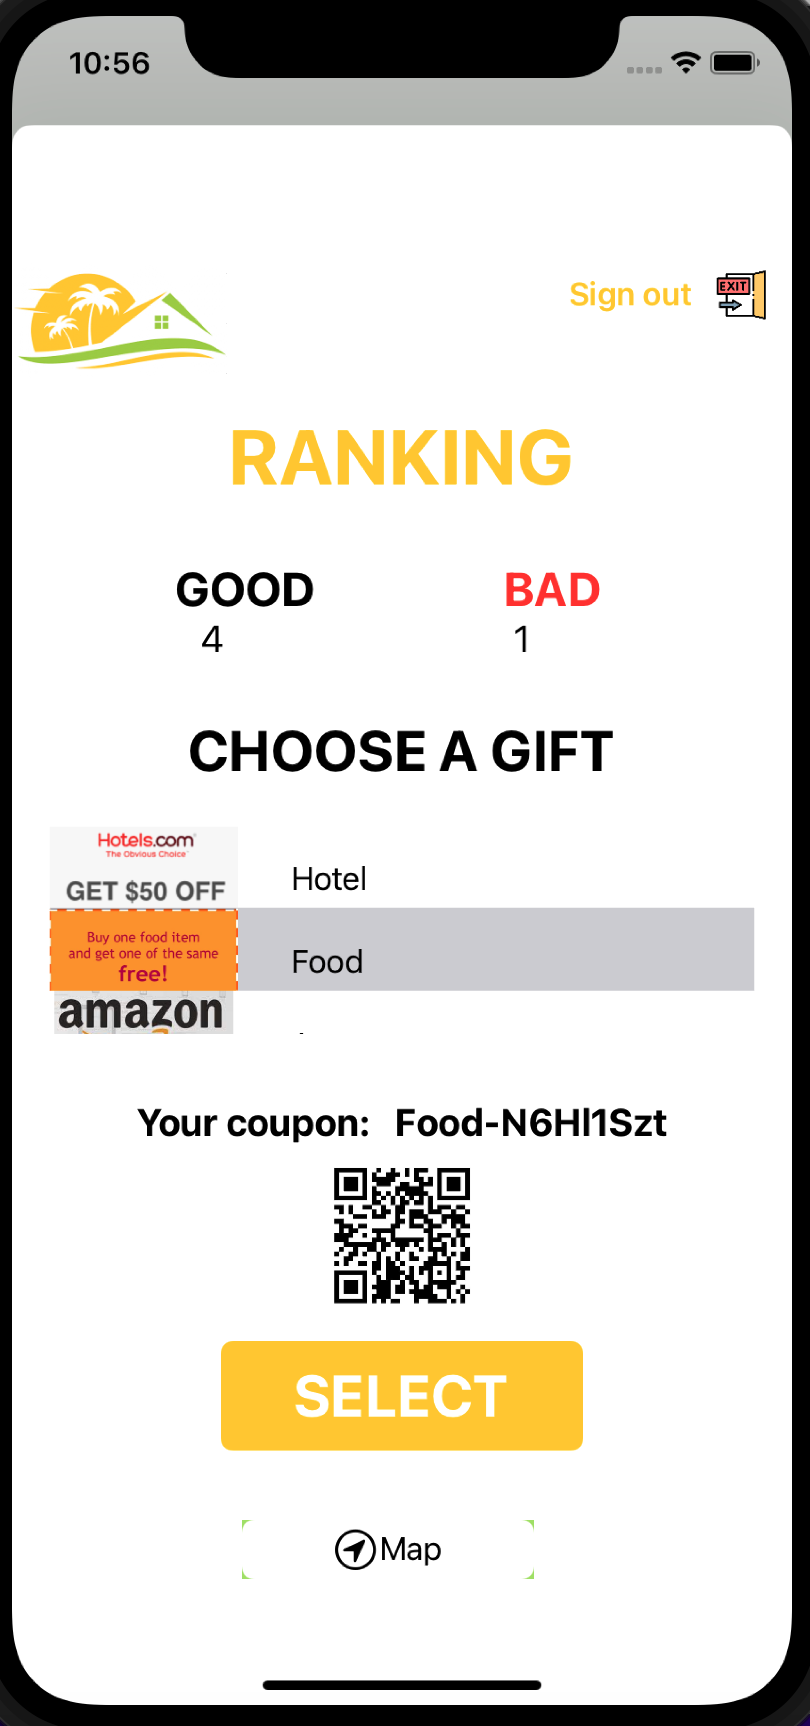 10:56
Sign out
EXIT
RANKING
GOOD BAD
4 1
CHOOSE A GIFT
Hotels.com
The Obvious Choice
GET $50 OFF
Hotel
Buy one food item
and get one of the same
free!
Food
amazon
Your coupon: Food-N6Hl1Szt
SELECT
Map